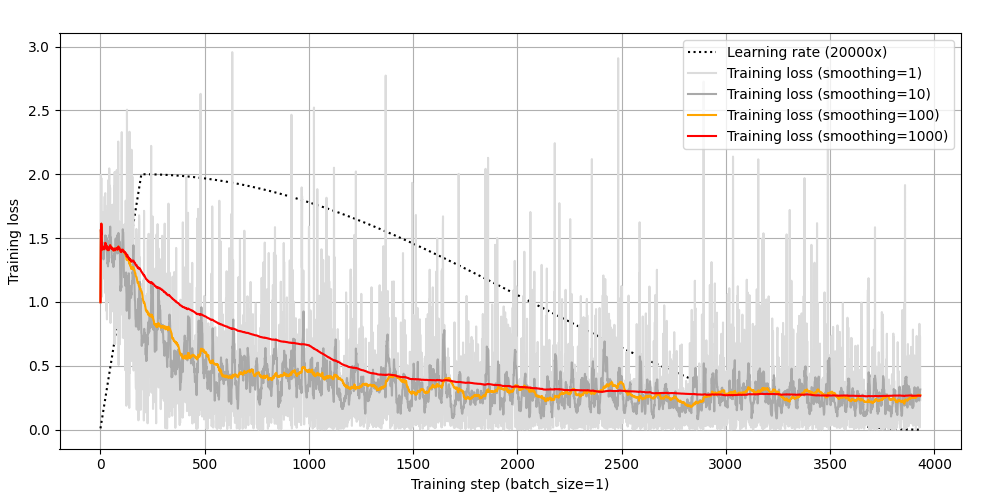 Learning rate (20000x)
Training loss (smoothing=1)
Training loss (smoothing=10)
Training loss (smoothing=100)
Training loss (smoothing=1000)
3.0
2.5
2.0
1.5
1.0
0.5
0.0
Training loss
0 500 1000 1500 2000 2500 3000 3500 4000
Training step (batch_size=1)